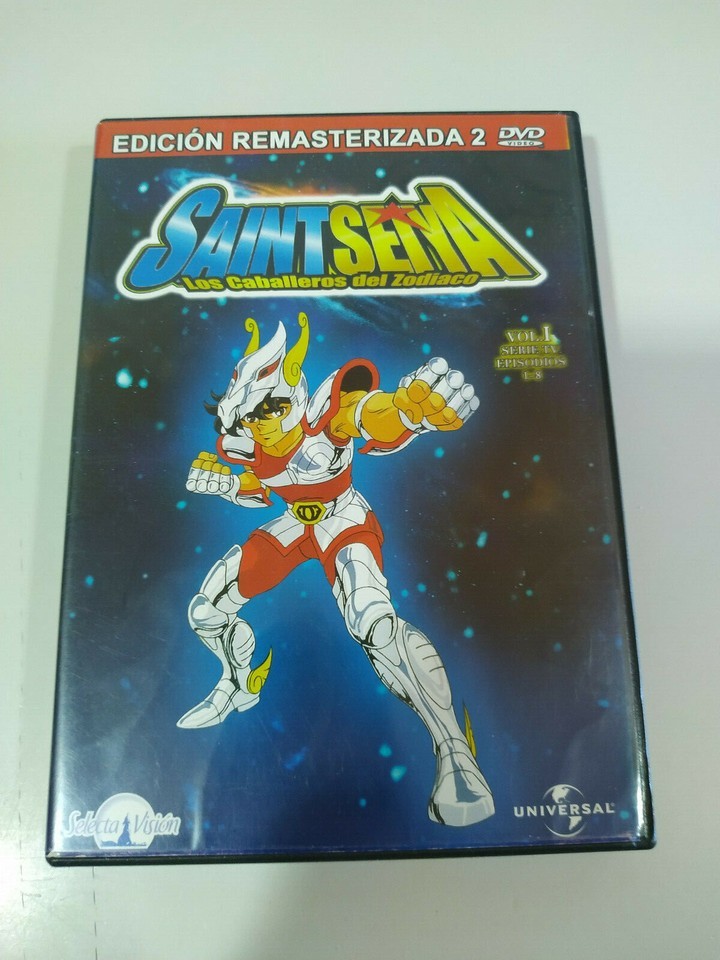 EDICIÓN REMASTERIZADA 2 DVD
VIDEO
SAINT SEIYA
Los Caballeros del Zodiaco
VOL.I
SERIE TV
EPISODIOS
1-8
Selecta Visión
UNIVERSAL